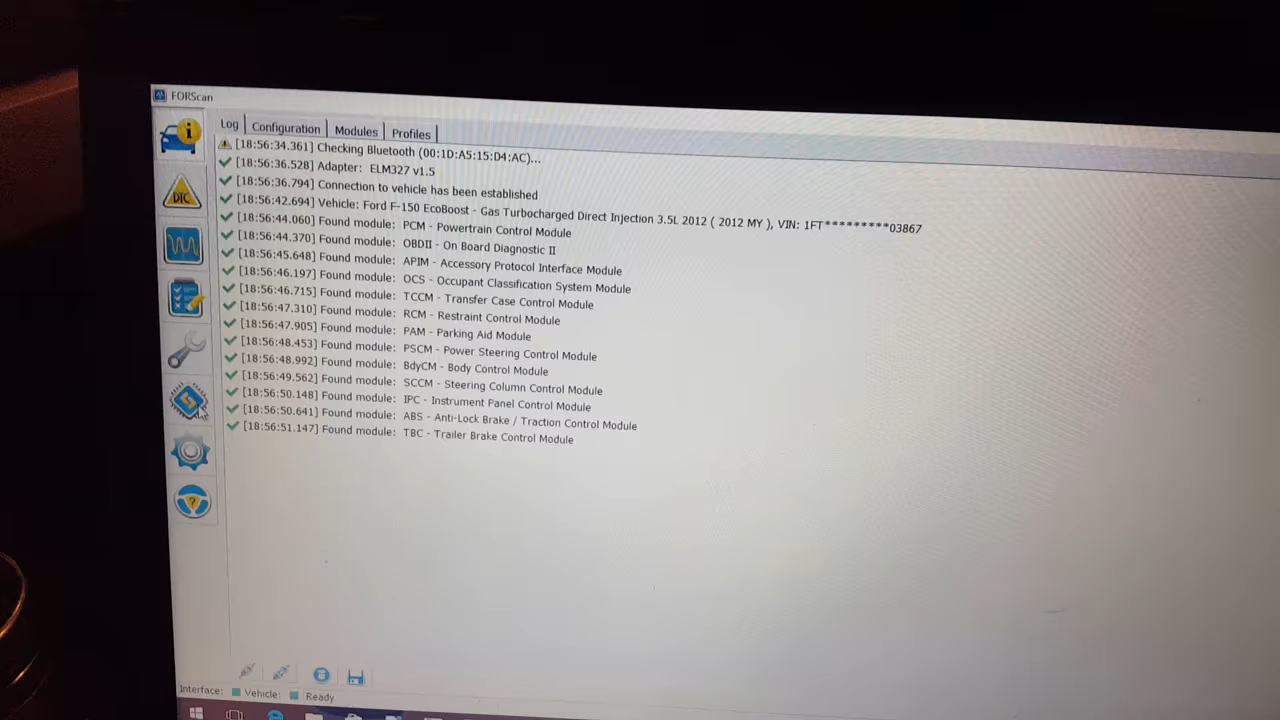 FORScan
Log Configuration Modules Profiles
[18:56:34.361] Checking Bluetooth (00:1D:A5:15:D4:AC)...
[18:56:36.528] Adapter: ELM327 v1.5
[18:56:36.794] Connection to vehicle has been established
[18:56:42.694] Vehicle: Ford F-150 EcoBoost - Gas Turbocharged Direct Injection 3.5L 2012 ( 2012 MY ), VIN: 1FT*********03867
[18:56:44.060] Found module: PCM - Powertrain Control Module
[18:56:44.370] Found module: OBDII - On Board Diagnostic II
[18:56:45.648] Found module: APIM - Accessory Protocol Interface Module
[18:56:46.197] Found module: OCS - Occupant Classification System Module
[18:56:46.715] Found module: TCCM - Transfer Case Control Module
[18:56:47.310] Found module: RCM - Restraint Control Module
[18:56:47.905] Found module: PAM - Parking Aid Module
[18:56:48.453] Found module: PSCM - Power Steering Control Module
[18:56:48.992] Found module: BdyCM - Body Control Module
[18:56:49.562] Found module: SCCM - Steering Column Control Module
[18:56:50.148] Found module: IPC - Instrument Panel Control Module
[18:56:50.641] Found module: ABS - Anti-Lock Brake / Traction Control Module
[18:56:51.147] Found module: TBC - Trailer Brake Control Module
DTC
Interface: Vehicle: Ready